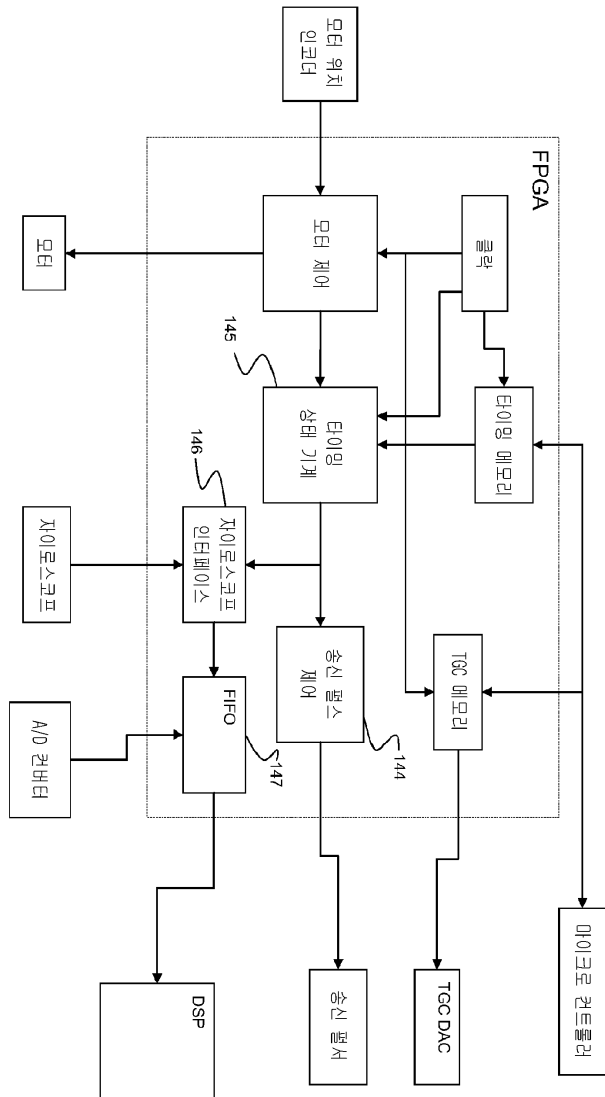 FPGA
모터 위치
인코더
모터 제어
클락
모터
145
타이밍
상태 기계
타이밍 메모리
146
자이로스코프
자이로스코프
인터페이스
송신 펄스
제어
144
TGC 메모리
A/D 컨버터
FIFO
147
DSP
송신 펄서
TGC DAC
마이크로 컨트롤러